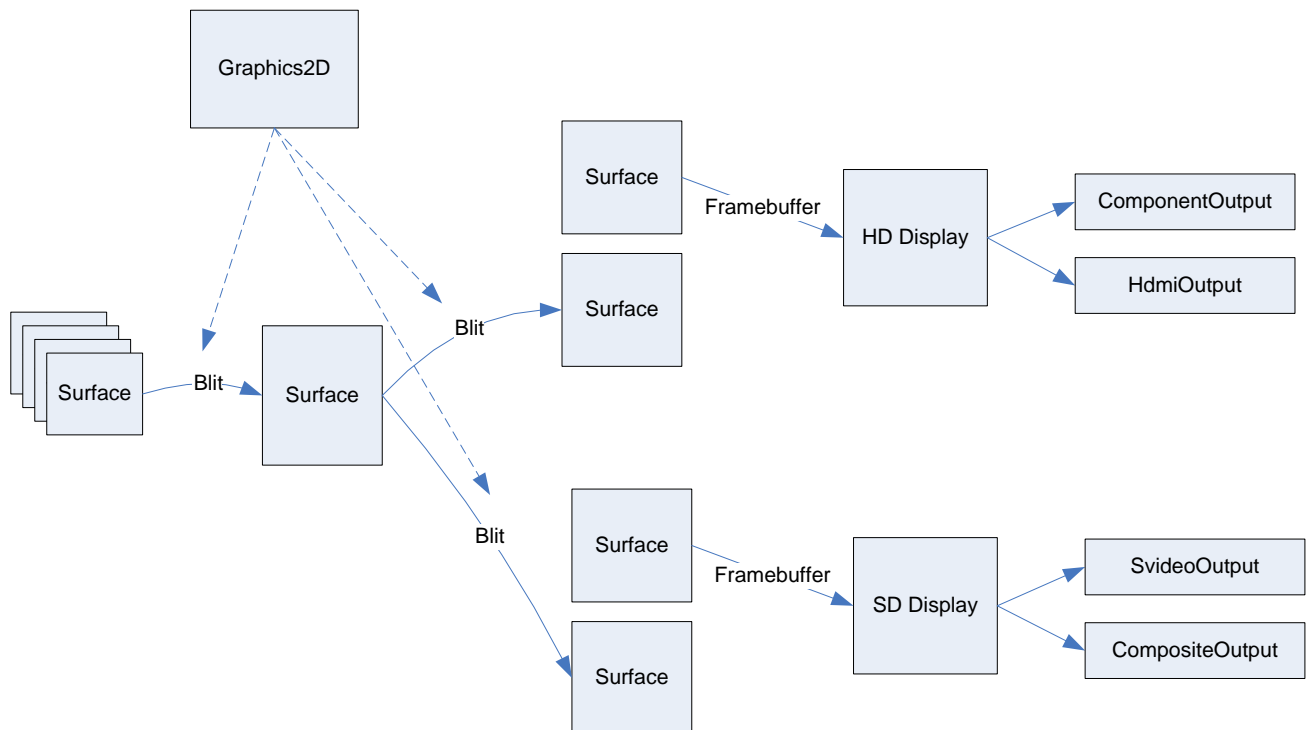 Graphics2D
Surface
Framebuffer
HD Display
ComponentOutput
HdmiOutput
Surface
Blit
Surface
Blit
Surface
Surface
Framebuffer
SD Display
SvideoOutput
CompositeOutput
Blit
Surface